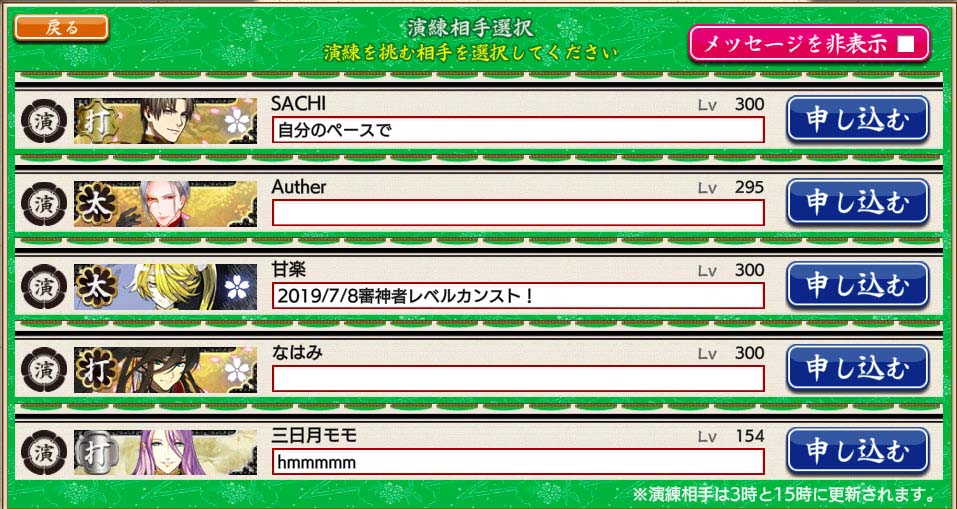 戻る
演練相手選択
演練を挑む相手を選択してください
メッセージを非表示
演 打 SACHI Lv 300 申し込む
自分のペースで
演 太 Auther Lv 295 申し込む
演 太 甘楽 Lv 300 申し込む
2019/7/8審神者レベルカンスト！
演 打 なはみ Lv 300 申し込む
演 打 三日月モモ Lv 154 申し込む
hmmmmm
※演練相手は3時と15時に更新されます。